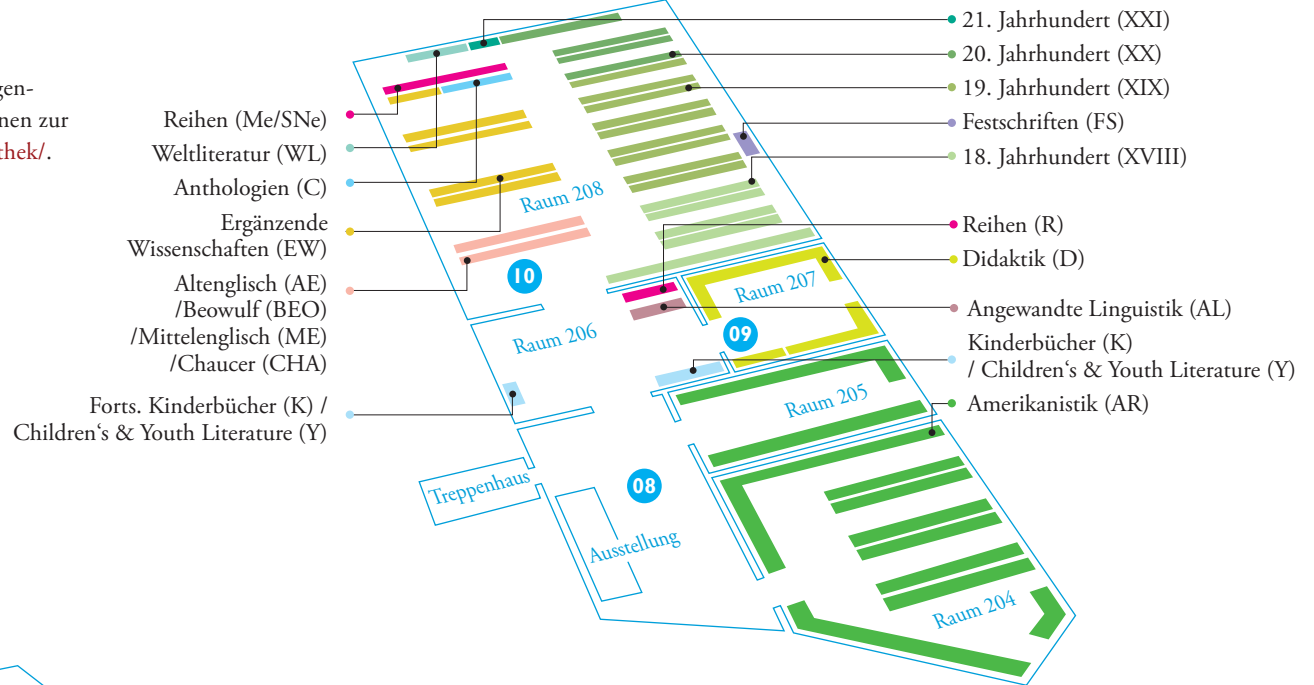 gen-
nen zur
thek/.
Reihen (Me/SNe)
Weltliteratur (WL)
Anthologien (C)
Ergänzende
Wissenschaften (EW)
Altenglisch (AE)
/Beowulf (BEO)
/Mittelenglisch (ME)
/Chaucer (CHA)
Forts. Kinderbücher (K) /
Children‘s & Youth Literature (Y)
21. Jahrhundert (XXI)
20. Jahrhundert (XX)
19. Jahrhundert (XIX)
Festschriften (FS)
18. Jahrhundert (XVIII)
Reihen (R)
Didaktik (D)
Angewandte Linguistik (AL)
Kinderbücher (K)
/ Children‘s & Youth Literature (Y)
Amerikanistik (AR)
Raum 208
10
Raum 207
09
Raum 206
Raum 205
08
Treppenhaus
Ausstellung
Raum 204